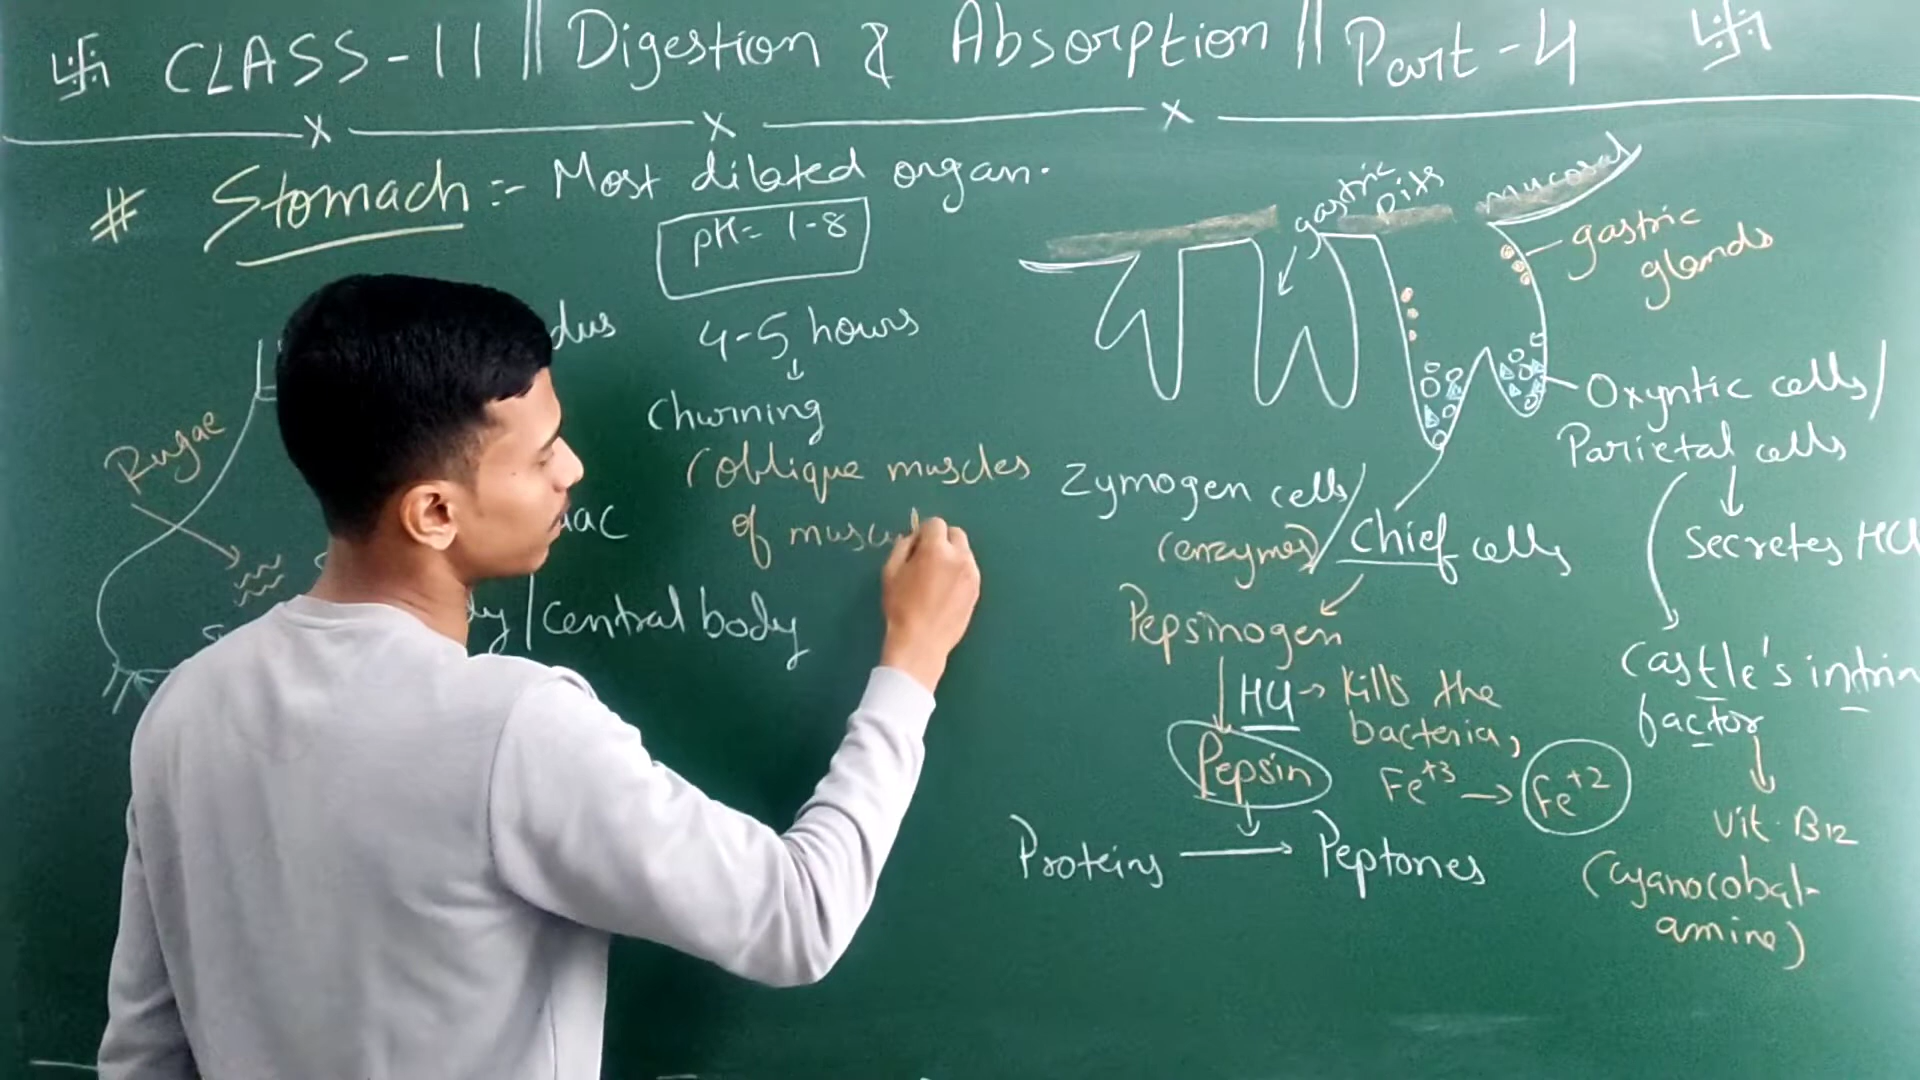 CLASS-11 || Digestion & Absorption || Part-4
# Stomach :- Most dilated organ.
pH= 1-8
4-5 hours
Churning
(oblique muscles
of muscul
Rugae
dus
central body
gastric
pits
mucosal
gastric
glands
Oxyntic cells/
Parietal cells
Secretes HCl
Castle's intrin
factor
Vit. B12
(cyanocobal-
amine)
Zymogen cells/
(enzymes)
Chief cells
Pepsinogen
HCl → Kills the
bacteria,
Fe+3 → Fe+2
Pepsin
Proteins → Peptones